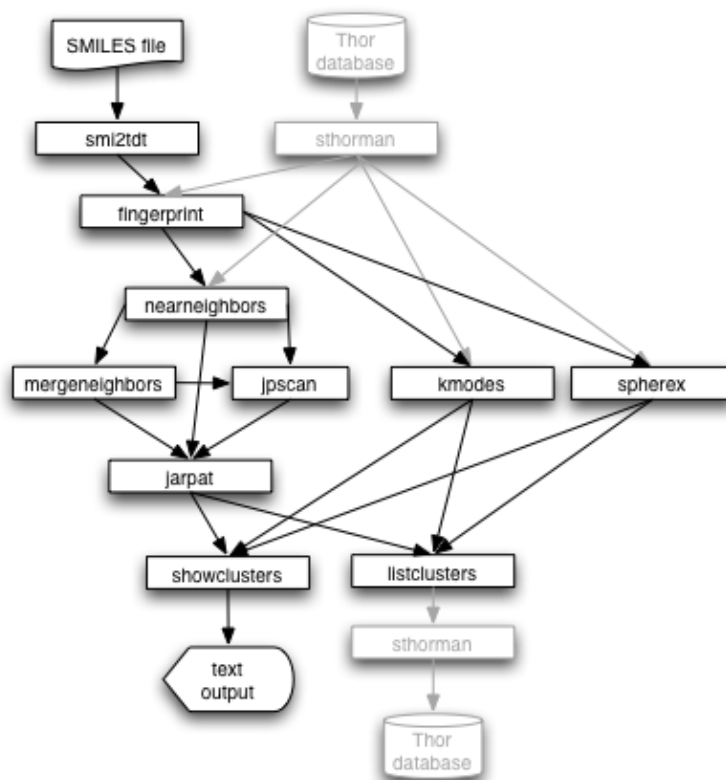 SMILES file
Thor
database
smi2tdt
sthorman
fingerprint
nearneighbors
mergeneighbors
jpscan
kmodes
spherex
jarpat
showclusters
listclusters
text
output
sthorman
Thor
database